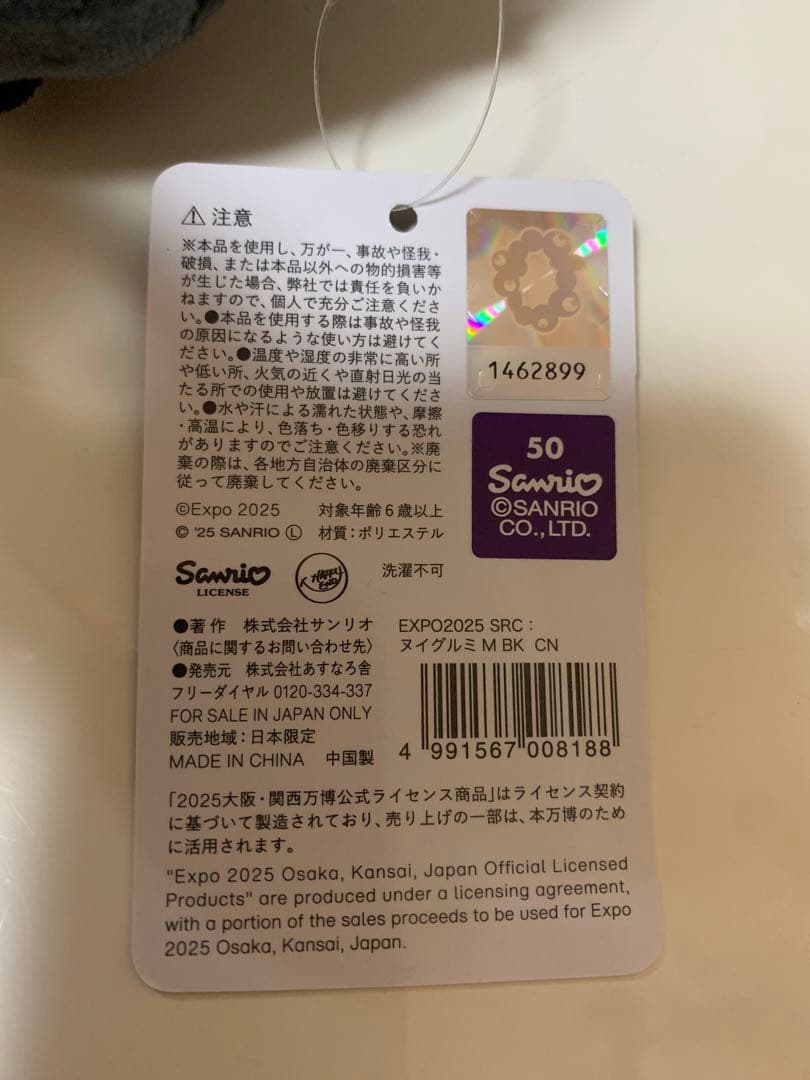 ⚠ 注意
※本品を使用し、万が一、事故や怪我・
破損、または本品以外への物的損害等
が生じた場合、弊社では責任を負いか
ねますので、個人で充分ご注意くださ
い。●本品を使用する際は事故や怪我
の原因になるような使い方は避けてく
ださい。●温度や湿度の非常に高い所
や低い所、火気の近くや直射日光の当
たる所での使用や放置は避けてくださ
い。●水や汗による濡れた状態や、摩擦
・高温により、色落ち・色移りする恐れ
がありますのでご注意ください。※廃
棄の際は、各地方自治体の廃棄区分に
従って廃棄してください。
1462899
50
Sanrio
©SANRIO
CO.,LTD.
©Expo 2025 対象年齢6歳以上
© '25 SANRIO Ⓛ 材質：ポリエステル
Sanrio
LICENSE
HAPPY
END
洗濯不可
●著作 株式会社サンリオ
〈商品に関するお問い合わせ先〉
●発売元 株式会社あすなろ舎
フリーダイヤル 0120-334-337
FOR SALE IN JAPAN ONLY
販売地域：日本限定
MADE IN CHINA 中国製
EXPO2025 SRC：
ヌイグルミ M BK CN
4 991567 008188
「2025大阪・関西万博公式ライセンス商品」はライセンス契約
に基づいて製造されており、売り上げの一部は、本万博のため
に活用されます。
"Expo 2025 Osaka, Kansai, Japan Official Licensed
Products" are produced under a licensing agreement,
with a portion of the sales proceeds to be used for Expo
2025 Osaka, Kansai, Japan.